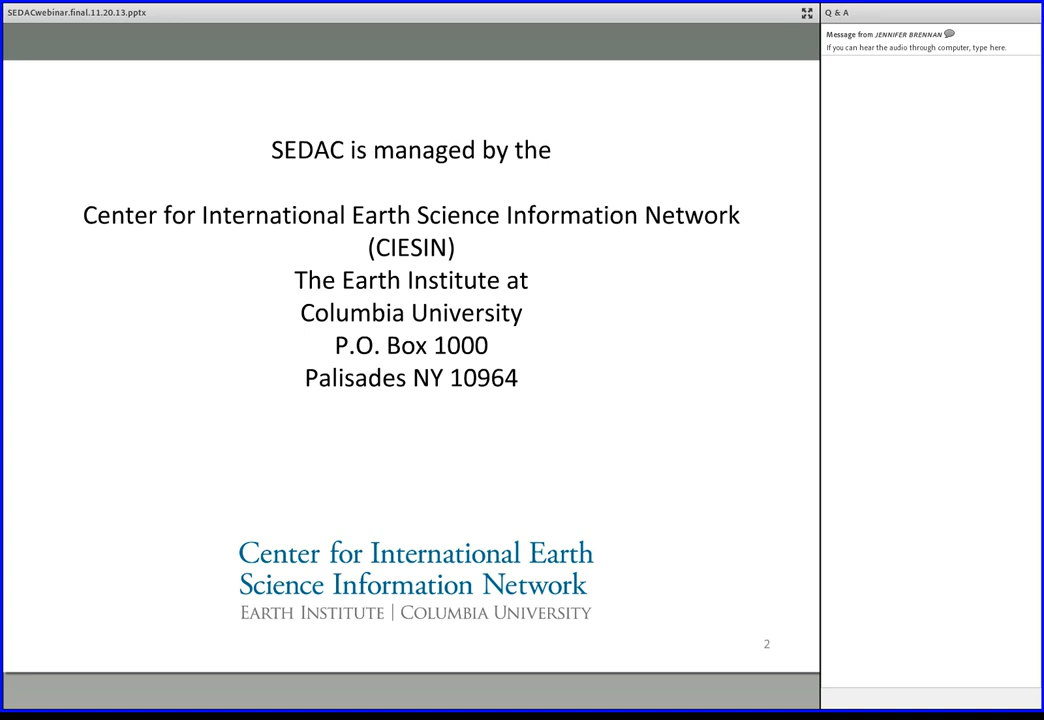 SEDACwebinar.final.11.20.13.pptx
SEDAC is managed by the
Center for International Earth Science Information Network
(CIESIN)
The Earth Institute at
Columbia University
P.O. Box 1000
Palisades NY 10964
Center for International Earth
Science Information Network
EARTH INSTITUTE | COLUMBIA UNIVERSITY
2
Q & A
Message from JENNIFER BRENNAN
If you can hear the audio through computer, type here.